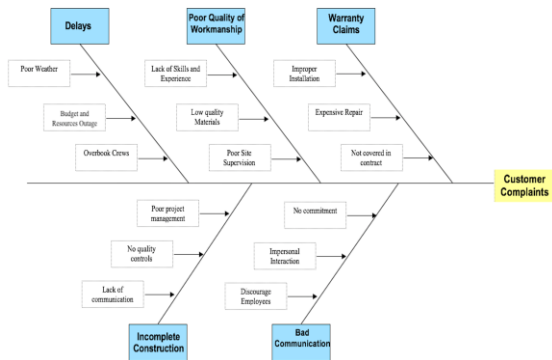 Delays
Poor Quality of
Workmanship
Warranty
Claims
Poor Weather
Budget and
Resources Outage
Overbook Crews
Lack of Skills and
Experience
Low quality
Materials
Poor Site
Supervision
Improper
Installation
Expensive Repair
Not covered in
contract
Customer
Complaints
Poor project
management
No quality
controls
Lack of
communication
No commitment
Impersonal
Interaction
Discourage
Employees
Incomplete
Construction
Bad
Communication